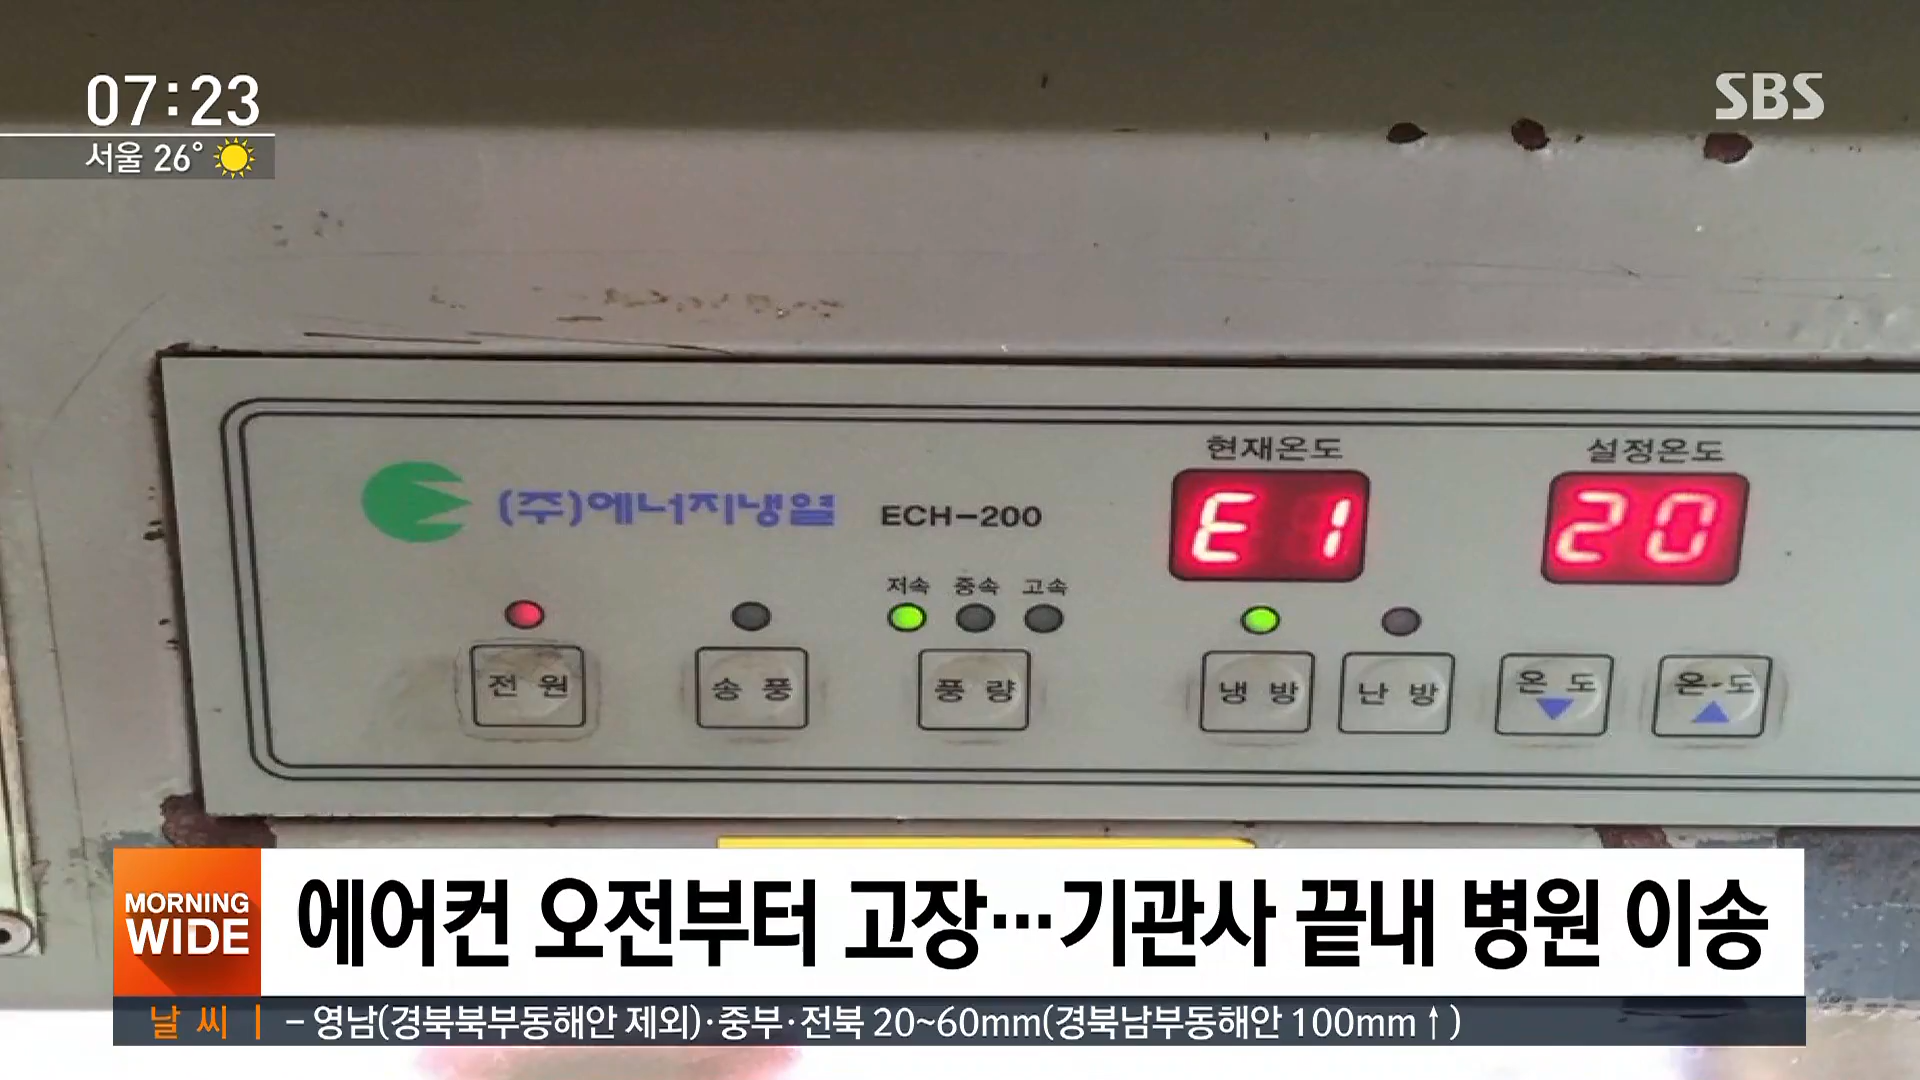 07:23
서울 26°
SBS
현재온도
설정온도
(주)에너지냉열 ECH-200
E1
20
저속 중속 고속
전 원
송 풍
풍 량
냉 방
난 방
온 도
온 도
MORNING
WIDE
에어컨 오전부터 고장…기관사 끝내 병원 이송
날 씨 | - 영남(경북북부동해안 제외)·중부·전북 20~60mm(경북남부동해안 100mm↑)